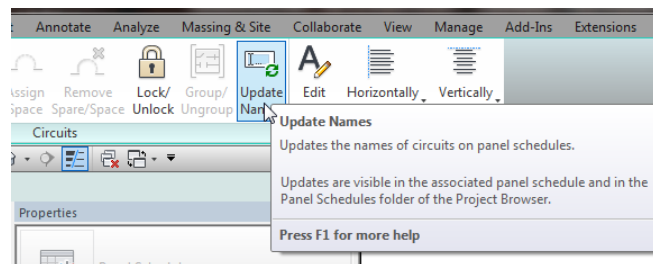 Annotate Analyze Massing & Site Collaborate View Manage Add-Ins Extensions
Assign Remove Lock/ Group/ Update Edit Horizontally Vertically
Space Spare/Space Unlock Ungroup Nam
Circuits
Update Names
Updates the names of circuits on panel schedules.
Updates are visible in the associated panel schedule and in the
Panel Schedules folder of the Project Browser.
Press F1 for more help
Properties